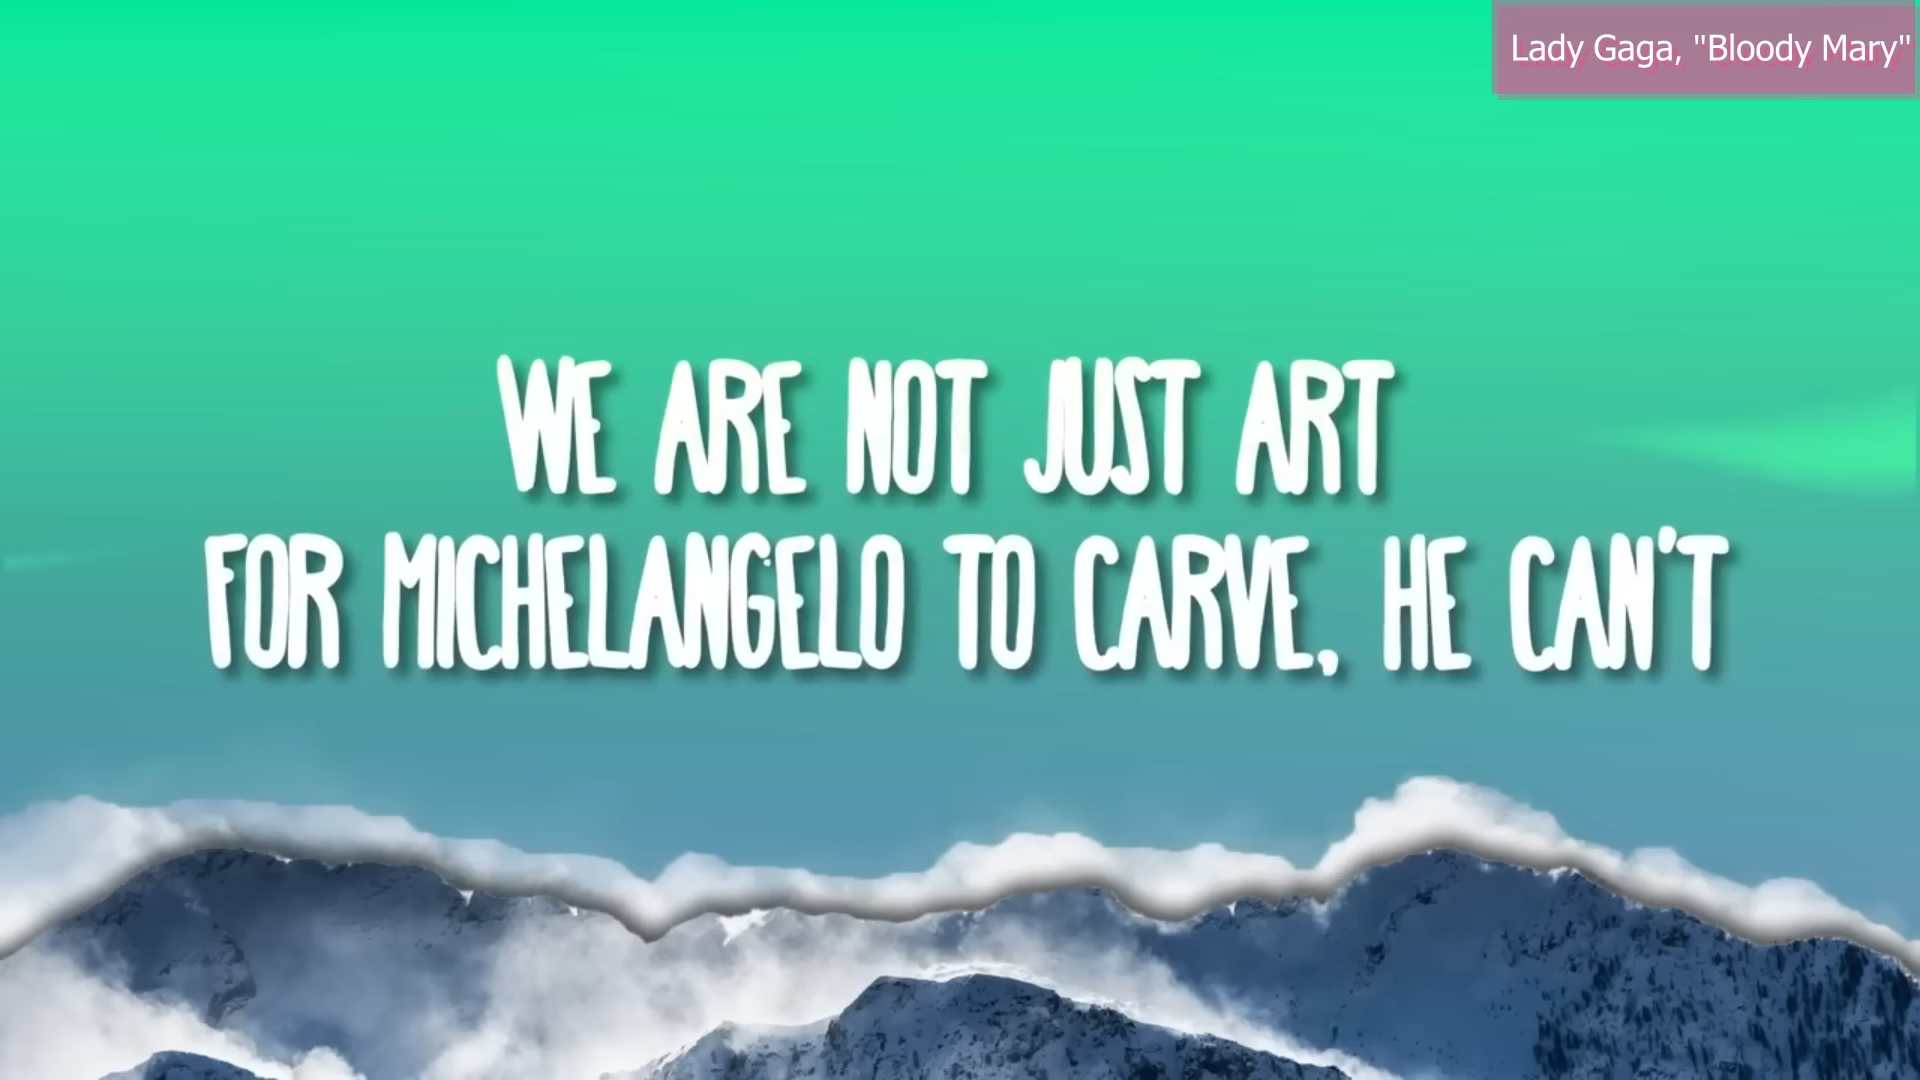 Lady Gaga, "Bloody Mary"
WE ARE NOT JUST ART
FOR MICHELANGELO TO CARVE, HE CAN'T